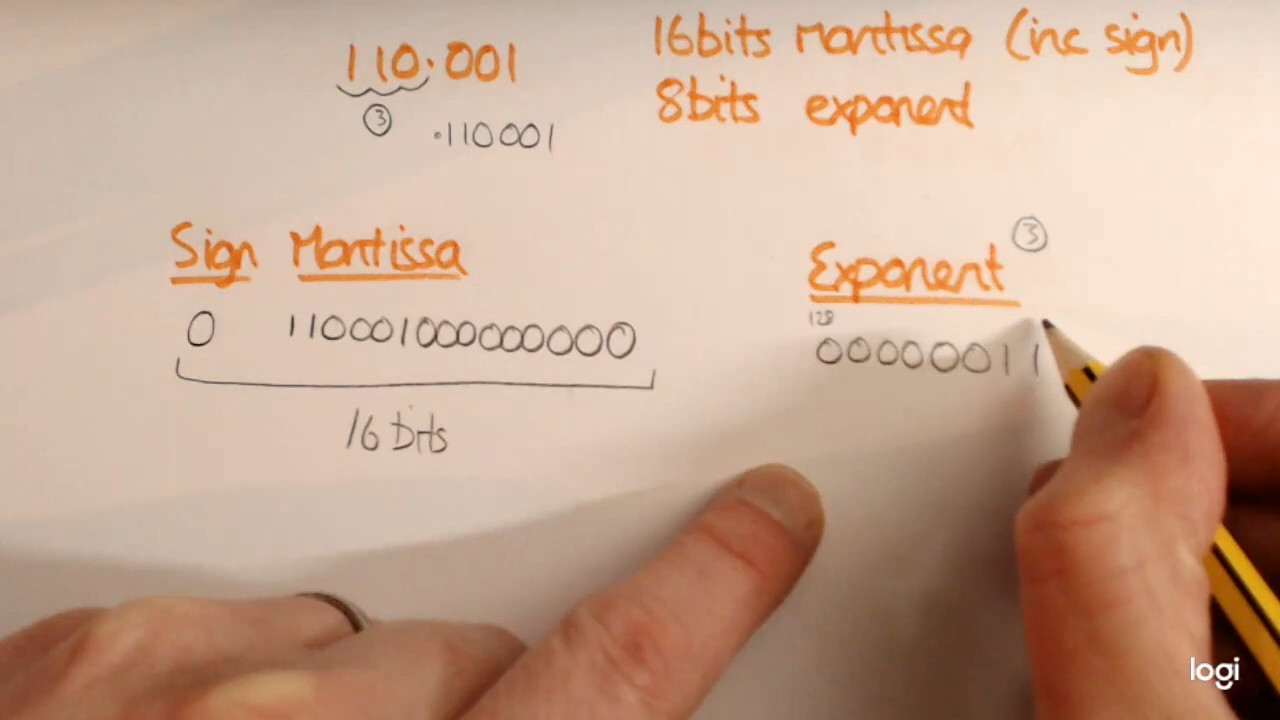 110.001
16bits Mantissa (inc sign)
③
8bits exponent
.110001
Sign Mantissa
Exponent ③
128
0 110001000000000
00000011
16 bits
logi